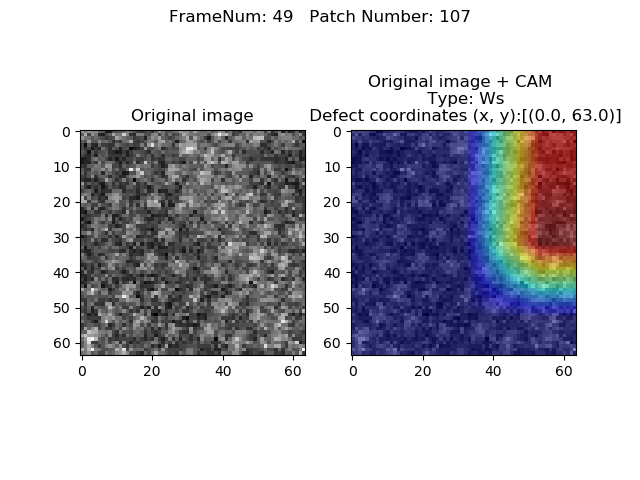 FrameNum: 49   Patch Number: 107
Original image
0
10
20
30
40
50
60
0 20 40 60
Original image + CAM
Type: Ws
Defect coordinates (x, y):[(0.0, 63.0)]
0
10
20
30
40
50
60
0 20 40 60